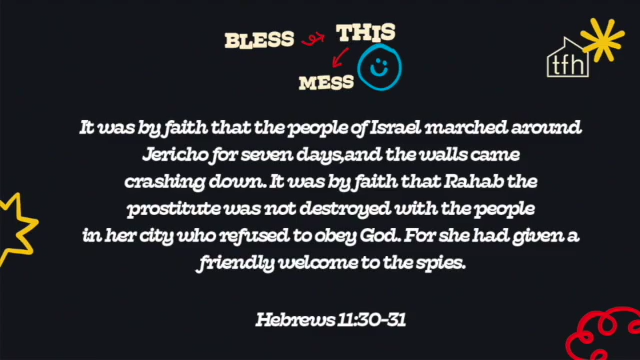 BLESS THIS
MESS
tfh
It was by faith that the people of Israel marched around
Jericho for seven days,and the walls came
crashing down. It was by faith that Rahab the
prostitute was not destroyed with the people
in her city who refused to obey God. For she had given a
friendly welcome to the spies.
Hebrews 11:30-31